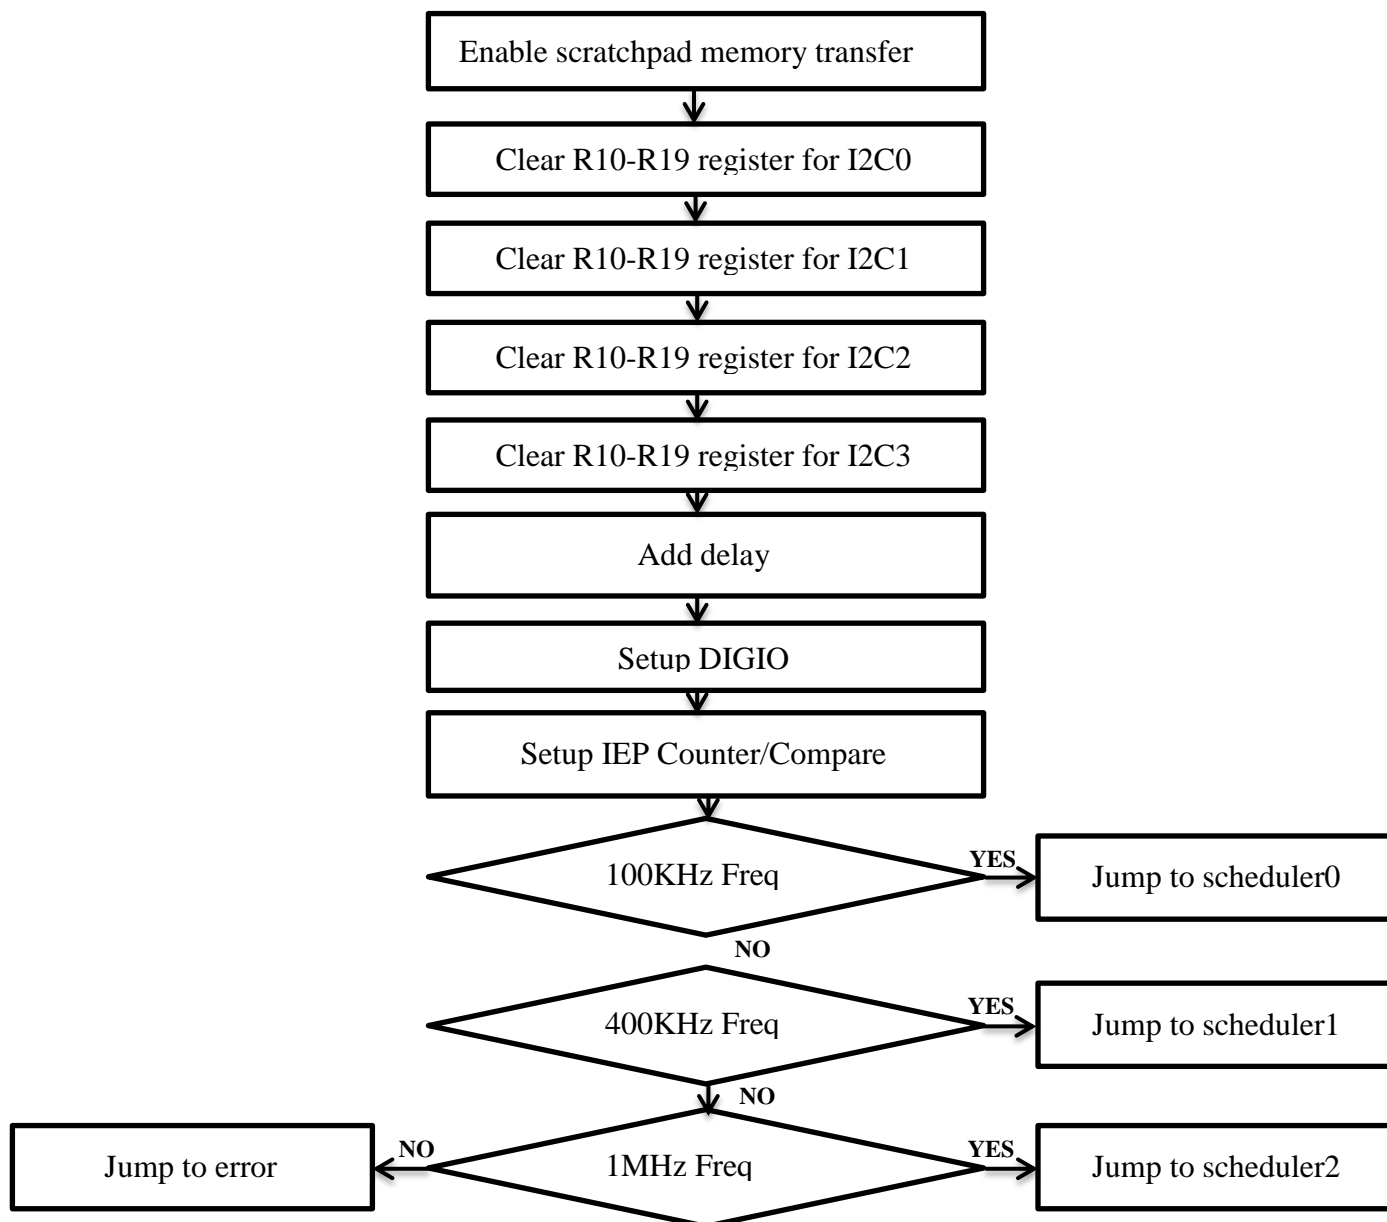 Enable scratchpad memory transfer
Clear R10-R19 register for I2C0
Clear R10-R19 register for I2C1
Clear R10-R19 register for I2C2
Clear R10-R19 register for I2C3
Add delay
Setup DIGIO
Setup IEP Counter/Compare
100KHz Freq
YES
Jump to scheduler0
NO
400KHz Freq
YES
Jump to scheduler1
NO
Jump to error
NO
1MHz Freq
YES
Jump to scheduler2